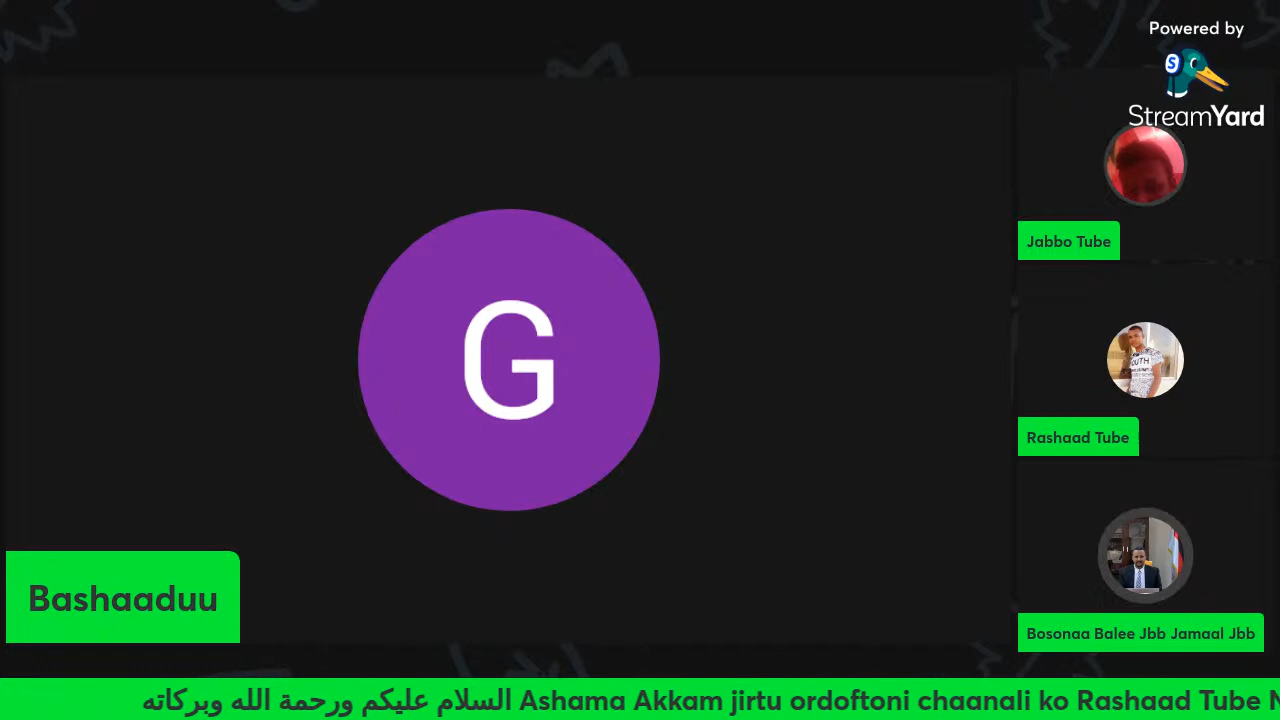 Powered by
S
StreamYard
Jabbo Tube
G
OUTH
Rashaad Tube
Bashaaduu
Bosonaa Balee Jbb Jamaal Jbb
السلام عليكم ورحمة الله وبركاته Ashama Akkam jirtu ordoftoni chaanali ko Rashaad Tube